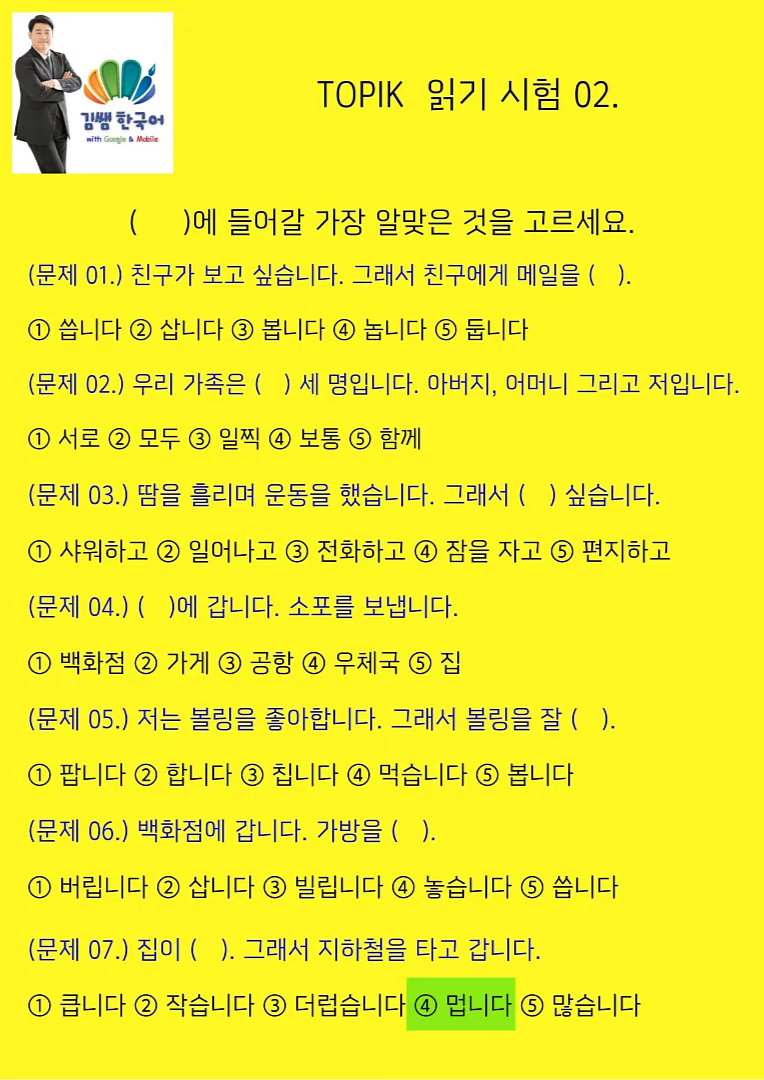 김쌤 한국어
with Google & Mobile
TOPIK 읽기 시험 02.
( )에 들어갈 가장 알맞은 것을 고르세요.
(문제 01.) 친구가 보고 싶습니다. 그래서 친구에게 메일을 ( ).
① 씁니다 ② 삽니다 ③ 봅니다 ④ 놉니다 ⑤ 둡니다
(문제 02.) 우리 가족은 ( ) 세 명입니다. 아버지, 어머니 그리고 저입니다.
① 서로 ② 모두 ③ 일찍 ④ 보통 ⑤ 함께
(문제 03.) 땀을 흘리며 운동을 했습니다. 그래서 ( ) 싶습니다.
① 샤워하고 ② 일어나고 ③ 전화하고 ④ 잠을 자고 ⑤ 편지하고
(문제 04.) ( )에 갑니다. 소포를 보냅니다.
① 백화점 ② 가게 ③ 공항 ④ 우체국 ⑤ 집
(문제 05.) 저는 볼링을 좋아합니다. 그래서 볼링을 잘 ( ).
① 팝니다 ② 합니다 ③ 칩니다 ④ 먹습니다 ⑤ 봅니다
(문제 06.) 백화점에 갑니다. 가방을 ( ).
① 버립니다 ② 삽니다 ③ 빌립니다 ④ 놓습니다 ⑤ 씁니다
(문제 07.) 집이 ( ). 그래서 지하철을 타고 갑니다.
① 큽니다 ② 작습니다 ③ 더럽습니다 ④ 멉니다 ⑤ 많습니다